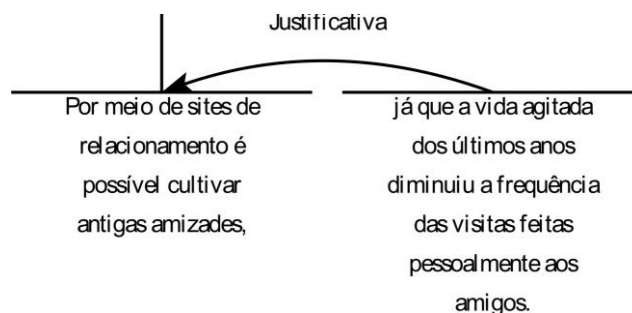 Justificativa
Por meio de sites de
relacionamento é
possível cultivar
antigas amizades,
já que a vida agitada
dos últimos anos
diminuiu a frequência
das visitas feitas
pessoalmente aos
amigos.